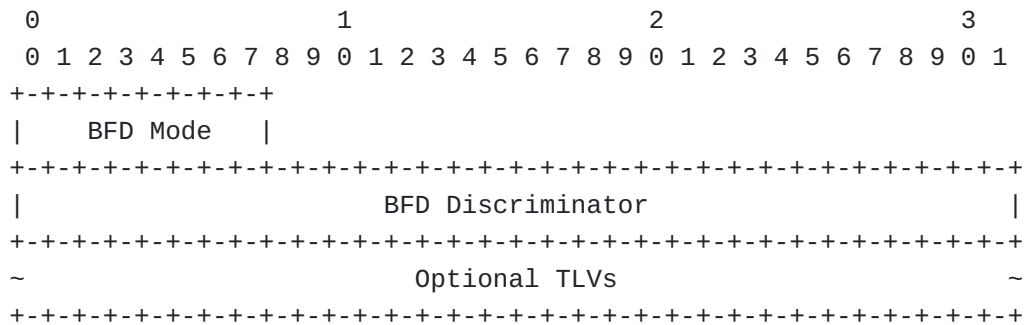 0                   1                   2                   3
 0 1 2 3 4 5 6 7 8 9 0 1 2 3 4 5 6 7 8 9 0 1 2 3 4 5 6 7 8 9 0 1
+-+-+-+-+-+-+-+-+
|    BFD Mode   |
+-+-+-+-+-+-+-+-+-+-+-+-+-+-+-+-+-+-+-+-+-+-+-+-+-+-+-+-+-+-+-+-+
|                       BFD Discriminator                       |
+-+-+-+-+-+-+-+-+-+-+-+-+-+-+-+-+-+-+-+-+-+-+-+-+-+-+-+-+-+-+-+-+
~                         Optional TLVs                         ~
+-+-+-+-+-+-+-+-+-+-+-+-+-+-+-+-+-+-+-+-+-+-+-+-+-+-+-+-+-+-+-+-+